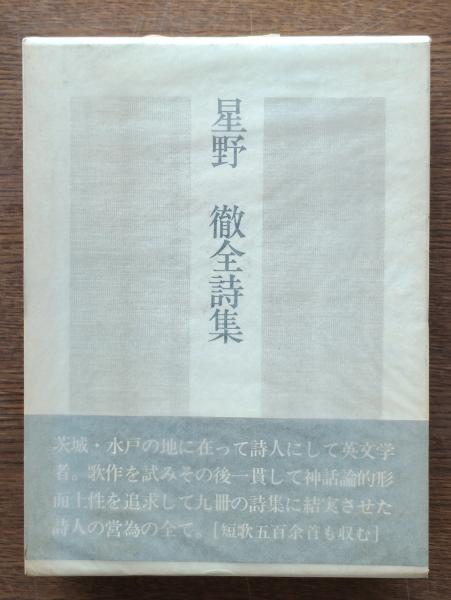 星野 徹全詩集
茨城・水戸の地に在って詩人にして英文学
者。歌作を試みその後一貫して神話論的形
而上性を追求して九冊の詩集に結実させた
詩人の営為の全て。[短歌五百余首も収む]